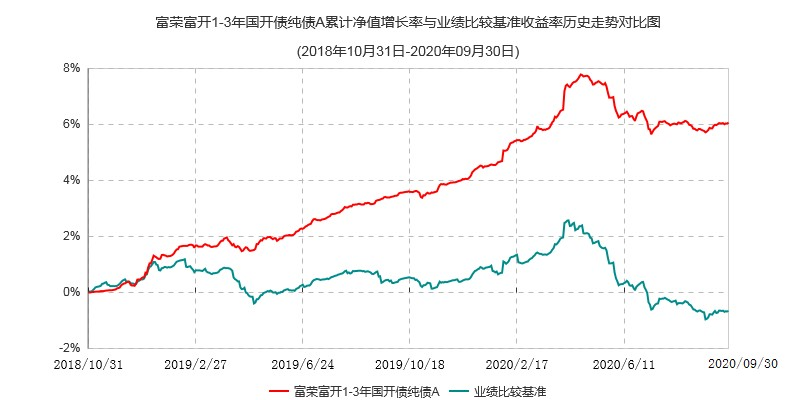 富荣富开1-3年国开债纯债A累计净值增长率与业绩比较基准收益率历史走势对比图
(2018年10月31日-2020年09月30日)
8%
6%
4%
2%
0%
-2%
2018/10/31 2019/2/27 2019/6/24 2019/10/18 2020/2/17 2020/6/11 2020/09/30
富荣富开1-3年国开债纯债A 业绩比较基准